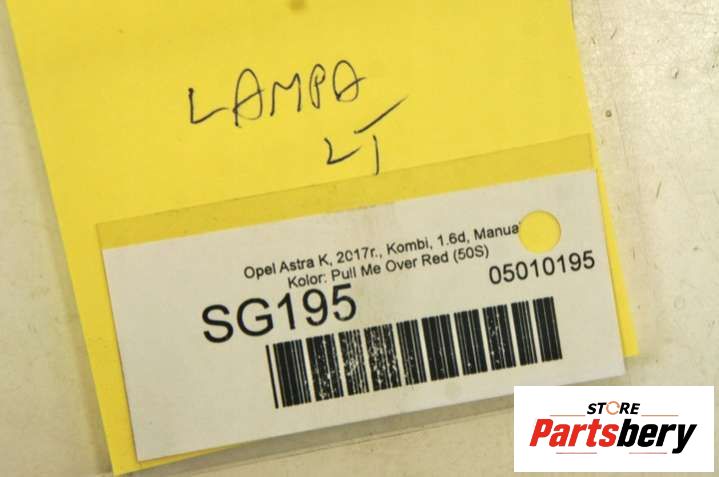 LAMPA
LT
Opel Astra K, 2017r., Kombi, 1.6d, Manua
Kolor: Pull Me Over Red (50S)
SG195
05010195
STORE
Partsbery